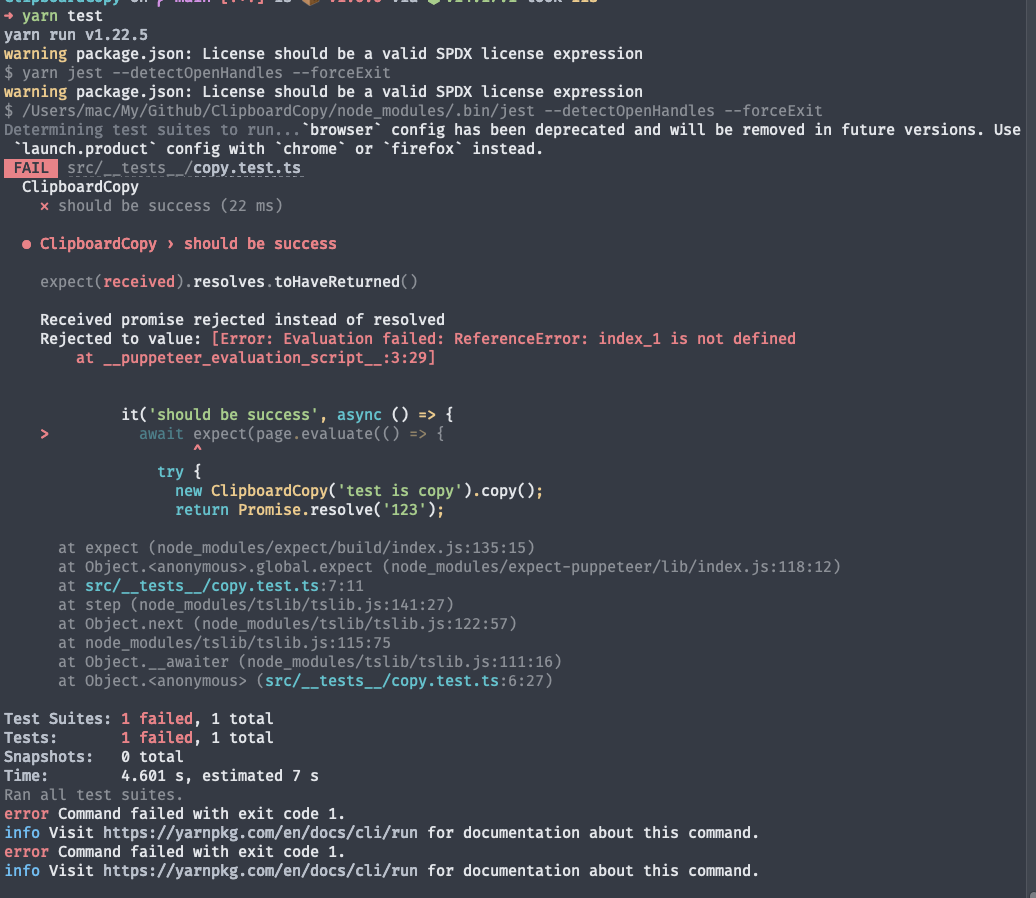 → yarn test
yarn run v1.22.5
warning package.json: License should be a valid SPDX license expression
$ yarn jest --detectOpenHandles --forceExit
warning package.json: License should be a valid SPDX license expression
$ /Users/mac/My/Github/ClipboardCopy/node_modules/.bin/jest --detectOpenHandles --forceExit
Determining test suites to run...`browser` config has been deprecated and will be removed in future versions. Use
`launch.product` config with `chrome` or `firefox` instead.
FAIL src/__tests__/copy.test.ts
ClipboardCopy
× should be success (22 ms)
● ClipboardCopy › should be success
expect(received).resolves.toHaveReturned()
Received promise rejected instead of resolved
Rejected to value: [Error: Evaluation failed: ReferenceError: index_1 is not defined
at __puppeteer_evaluation_script__:3:29]
it('should be success', async () => {
> await expect(page.evaluate(() => {
^
try {
new ClipboardCopy('test is copy').copy();
return Promise.resolve('123');
at expect (node_modules/expect/build/index.js:135:15)
at Object.<anonymous>.global.expect (node_modules/expect-puppeteer/lib/index.js:118:12)
at src/__tests__/copy.test.ts:7:11
at step (node_modules/tslib/tslib.js:141:27)
at Object.next (node_modules/tslib/tslib.js:122:57)
at node_modules/tslib/tslib.js:115:75
at Object.__awaiter (node_modules/tslib/tslib.js:111:16)
at Object.<anonymous> (src/__tests__/copy.test.ts:6:27)
Test Suites: 1 failed, 1 total
Tests: 1 failed, 1 total
Snapshots: 0 total
Time: 4.601 s, estimated 7 s
Ran all test suites.
error Command failed with exit code 1.
info Visit https://yarnpkg.com/en/docs/cli/run for documentation about this command.
error Command failed with exit code 1.
info Visit https://yarnpkg.com/en/docs/cli/run for documentation about this command.